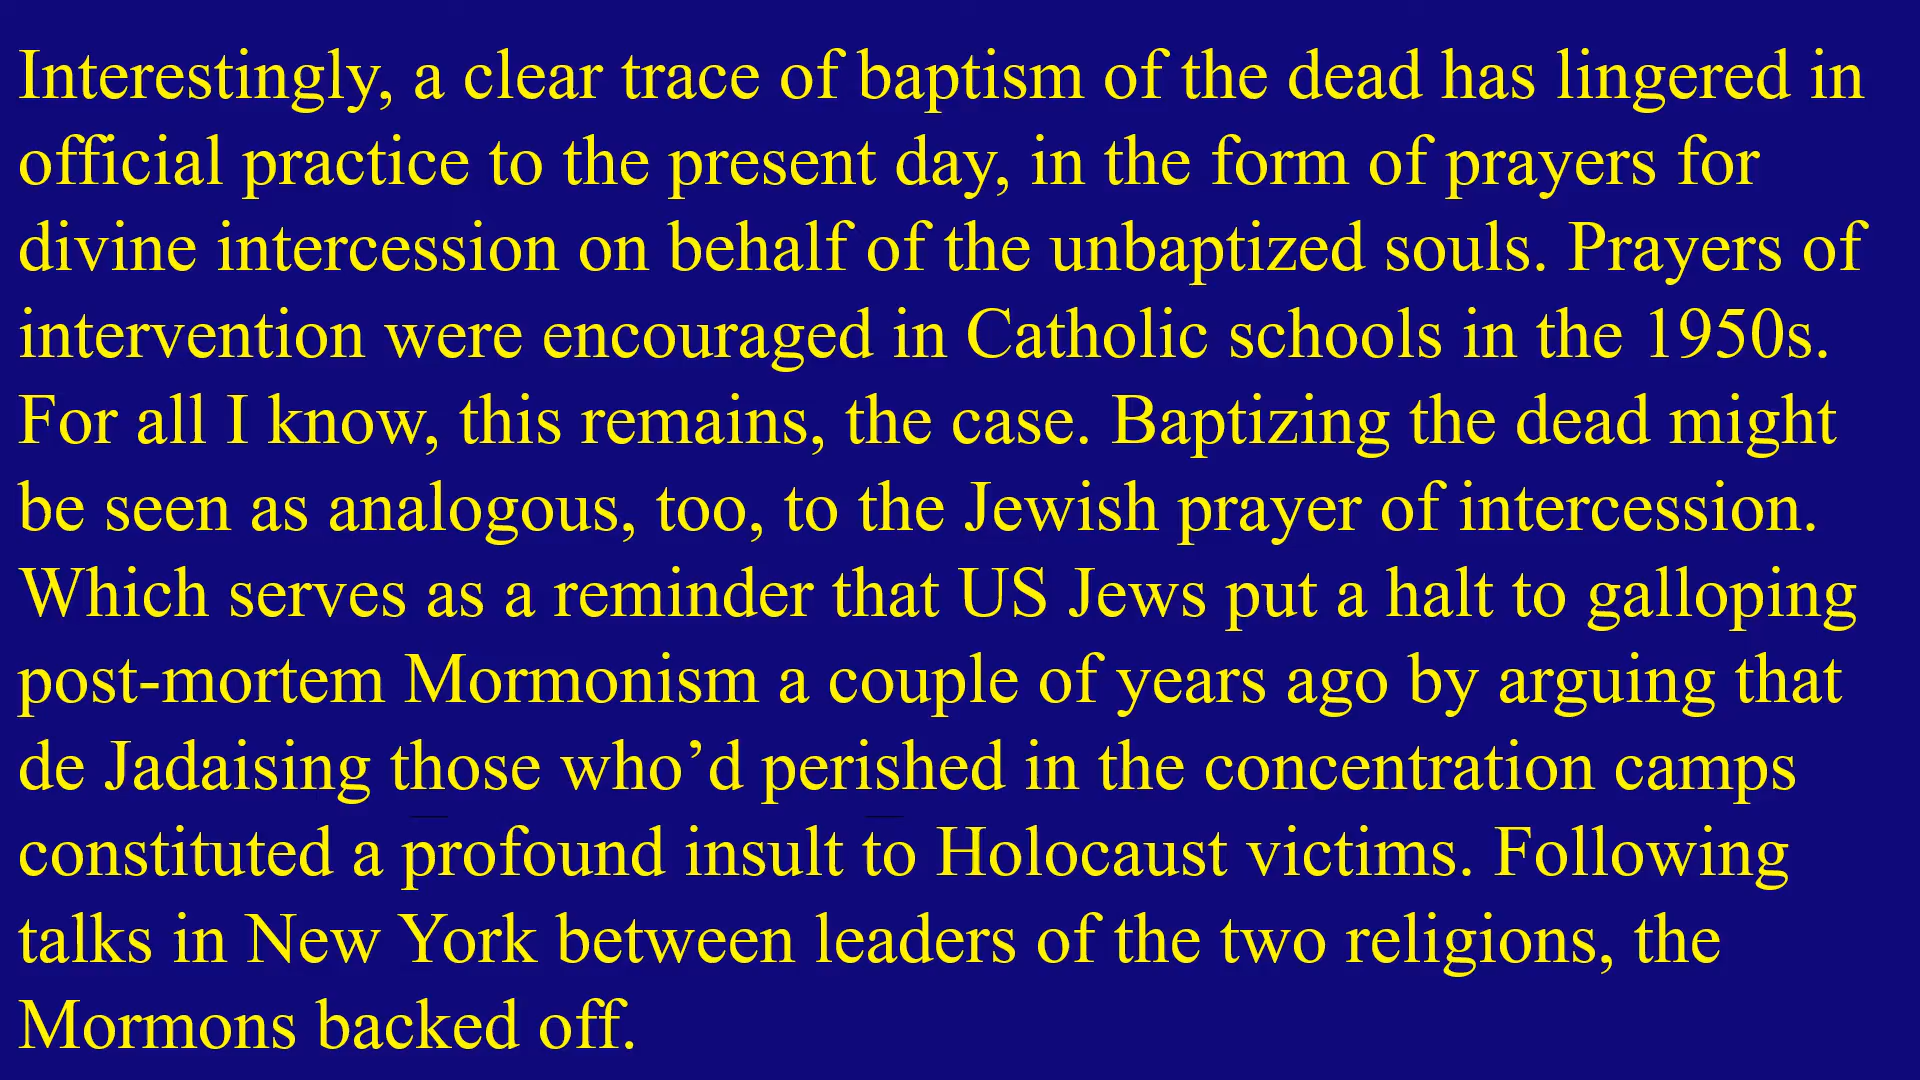 Interestingly, a clear trace of baptism of the dead has lingered in
official practice to the present day, in the form of prayers for
divine intercession on behalf of the unbaptized souls. Prayers of
intervention were encouraged in Catholic schools in the 1950s.
For all I know, this remains, the case. Baptizing the dead might
be seen as analogous, too, to the Jewish prayer of intercession.
Which serves as a reminder that US Jews put a halt to galloping
post-mortem Mormonism a couple of years ago by arguing that
de Jadaising those who’d perished in the concentration camps
constituted a profound insult to Holocaust victims. Following
talks in New York between leaders of the two religions, the
Mormons backed off.